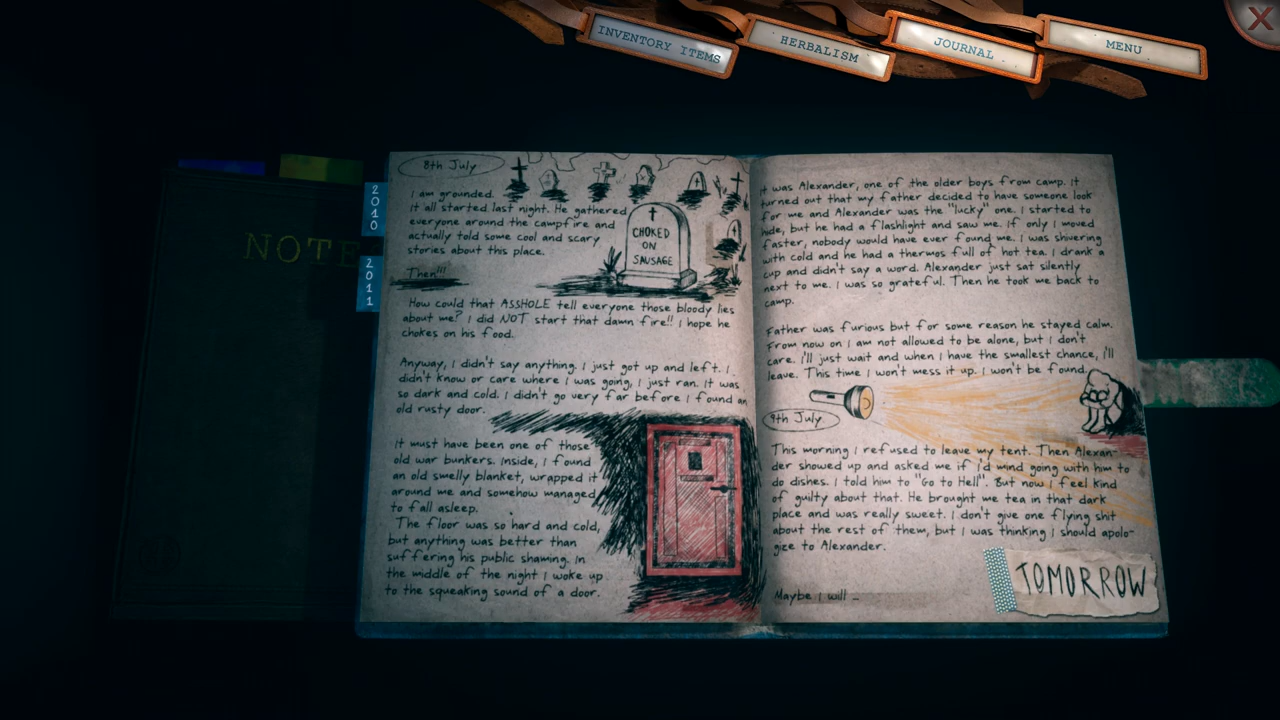 INVENTORY ITEMS
HERBALISM
JOURNAL
MENU
X
NOTE
2010
2011
8th July
I am grounded.
It all started last night. He gathered
everyone around the campfire and
actually told some cool and scary
stories about this place.
Then!!!
CHOKED
ON
SAUSAGE
How could that ASSHOLE tell everyone those bloody lies
about me? I did NOT start that damn fire!! I hope he
chokes on his food.
Anyway, I didn't say anything. I just got up and left. I
didn't know or care where I was going, I just ran. It was
so dark and cold. I didn't go very far before I found an
old rusty door.
It must have been one of those
old war bunkers. Inside, I found
an old smelly blanket, wrapped it
around me and somehow managed
to fall asleep.
The floor was so hard and cold,
but anything was better than
suffering his public shaming. In
the middle of the night I woke up
to the squeaking sound of a door.
It was Alexander, one of the older boys from camp. It
turned out that my father decided to have someone look
for me and Alexander was the "lucky" one. I started to
hide, but he had a flashlight and saw me. If only I moved
faster, nobody would have ever found me. I was shivering
with cold and he had a thermos full of hot tea. I drank a
cup and didn't say a word. Alexander just sat silently
next to me. I was so grateful. Then he took me back to
camp.
Father was furious but for some reason he stayed calm.
From now on I am not allowed to be alone, but I don't
care. I'll just wait and when I have the smallest chance, I'll
leave. This time I won't mess it up. I won't be found.
9th July
This morning I refused to leave my tent. Then Alexan-
der showed up and asked me if I'd mind going with him to
do dishes. I told him to "Go to Hell". But now I feel kind
of guilty about that. He brought me tea in that dark
place and was really sweet. I don't give one flying shit
about the rest of them, but I was thinking I should apolo-
gize to Alexander.
Maybe I will _
TOMORROW